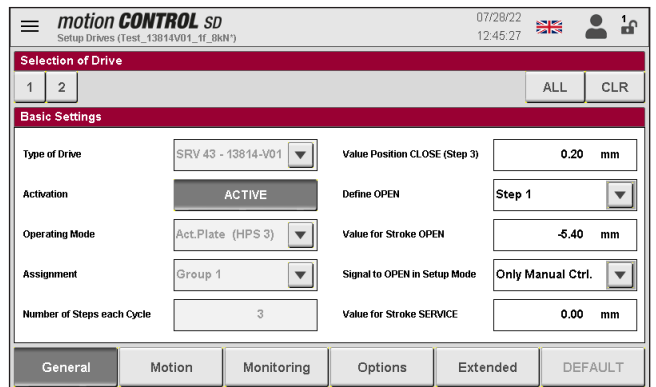 motion CONTROL SD
Setup Drives (Test_13814V01_1f_8kN*)
07/28/22
12:45:27
1
Selection of Drive
1 2 ALL CLR
Basic Settings
Type of Drive SRV 43 - 13814-V01 Value Position CLOSE (Step 3) 0.20 mm
Activation ACTIVE Define OPEN Step 1
Operating Mode Act.Plate (HPS 3) Value for Stroke OPEN -5.40 mm
Assignment Group 1 Signal to OPEN in Setup Mode Only Manual Ctrl.
Number of Steps each Cycle 3 Value for Stroke SERVICE 0.00 mm
General Motion Monitoring Options Extended DEFAULT